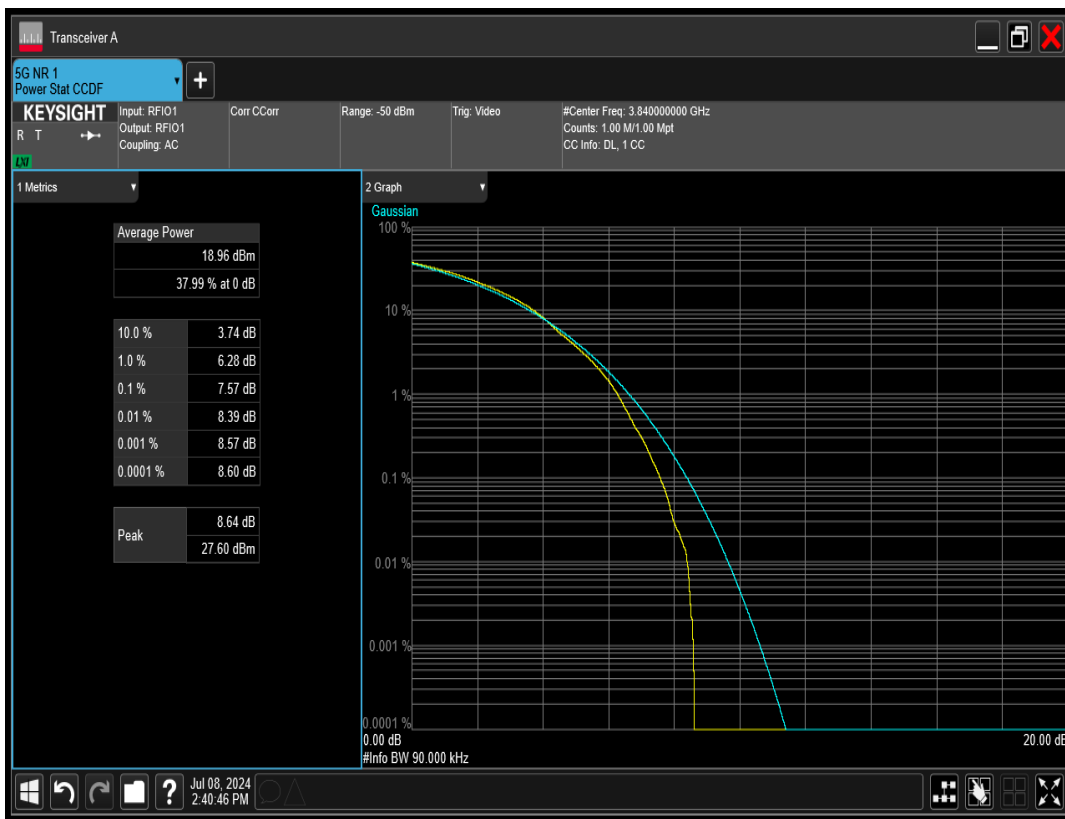 Transceiver A
5G NR 1
Power Stat CCDF
+
KEYSIGHT
R T
LXI
Input: RFIO1
Output: RFIO1
Coupling: AC
Corr CCorr
Range: -50 dBm
Trig: Video
#Center Freq: 3.840000000 GHz
Counts: 1.00 M/1.00 Mpt
CC Info: DL, 1 CC
1 Metrics
Average Power
18.96 dBm
37.99 % at 0 dB
10.0 % 3.74 dB
1.0 % 6.28 dB
0.1 % 7.57 dB
0.01 % 8.39 dB
0.001 % 8.57 dB
0.0001 % 8.60 dB
Peak
8.64 dB
27.60 dBm
2 Graph
Gaussian
100 %
10 %
1 %
0.1 %
0.01 %
0.001 %
0.0001 %
0.00 dB
20.00 dB
#Info BW 90.000 kHz
?
Jul 08, 2024
2:40:46 PM